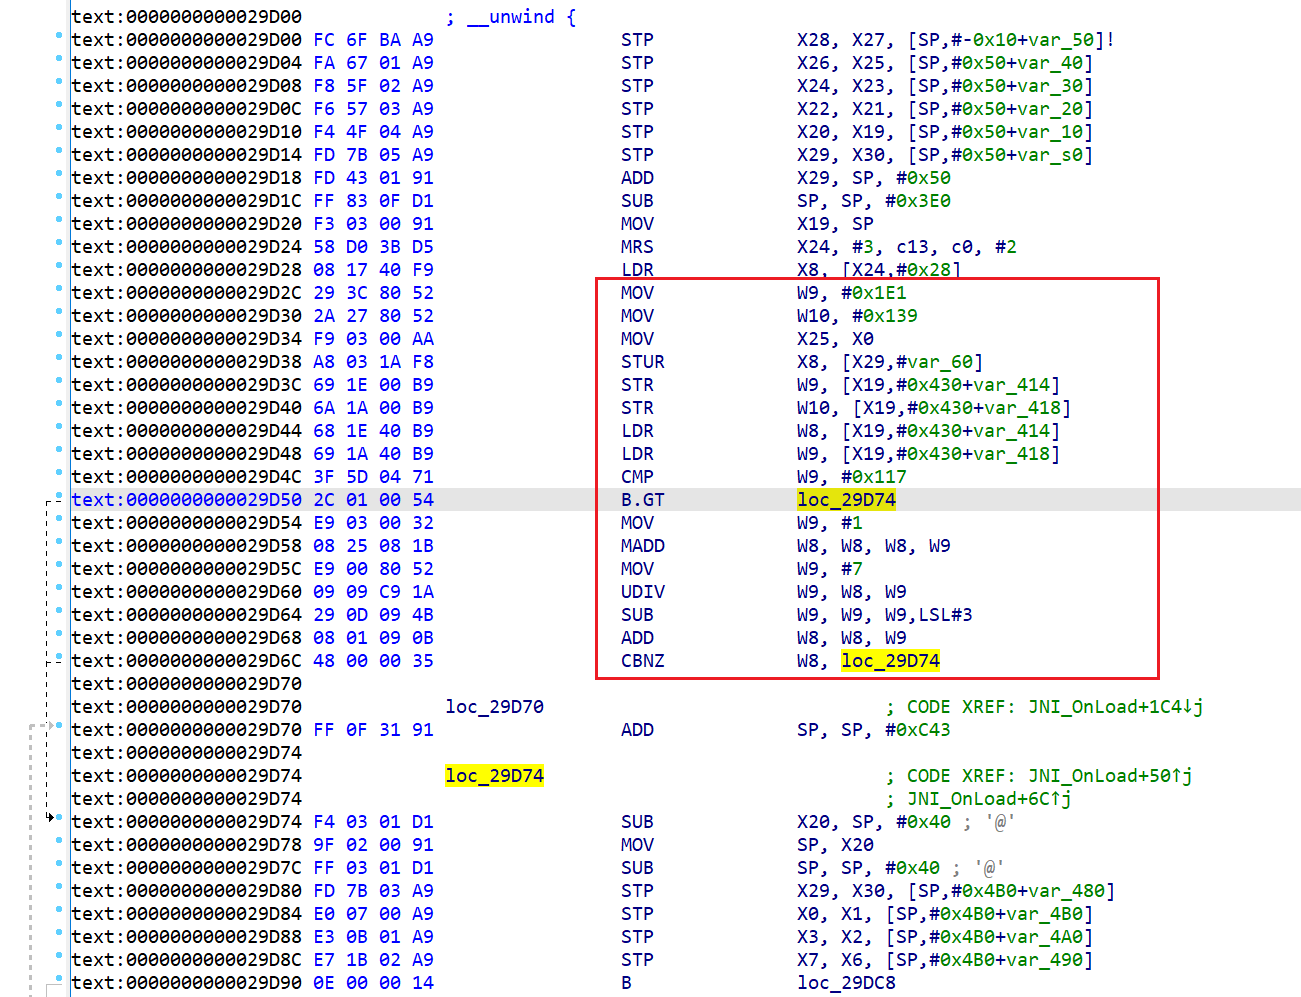 text:0000000000029D00 ; __unwind {
text:0000000000029D00 FC 6F BA A9 STP X28, X27, [SP,#-0x10+var_50]!
text:0000000000029D04 FA 67 01 A9 STP X26, X25, [SP,#0x50+var_40]
text:0000000000029D08 F8 5F 02 A9 STP X24, X23, [SP,#0x50+var_30]
text:0000000000029D0C F6 57 03 A9 STP X22, X21, [SP,#0x50+var_20]
text:0000000000029D10 F4 4F 04 A9 STP X20, X19, [SP,#0x50+var_10]
text:0000000000029D14 FD 7B 05 A9 STP X29, X30, [SP,#0x50+var_s0]
text:0000000000029D18 FD 43 01 91 ADD X29, SP, #0x50
text:0000000000029D1C FF 83 0F D1 SUB SP, SP, #0x3E0
text:0000000000029D20 F3 03 00 91 MOV X19, SP
text:0000000000029D24 58 D0 3B D5 MRS X24, #3, c13, c0, #2
text:0000000000029D28 08 17 40 F9 LDR X8, [X24,#0x28]
text:0000000000029D2C 29 3C 80 52 MOV W9, #0x1E1
text:0000000000029D30 2A 27 80 52 MOV W10, #0x139
text:0000000000029D34 F9 03 00 AA MOV X25, X0
text:0000000000029D38 A8 03 1A F8 STUR X8, [X29,#var_60]
text:0000000000029D3C 69 1E 00 B9 STR W9, [X19,#0x430+var_414]
text:0000000000029D40 6A 1A 00 B9 STR W10, [X19,#0x430+var_418]
text:0000000000029D44 68 1E 40 B9 LDR W8, [X19,#0x430+var_414]
text:0000000000029D48 69 1A 40 B9 LDR W9, [X19,#0x430+var_418]
text:0000000000029D4C 3F 5D 04 71 CMP W9, #0x117
text:0000000000029D50 2C 01 00 54 B.GT loc_29D74
text:0000000000029D54 E9 03 00 32 MOV W9, #1
text:0000000000029D58 08 25 08 1B MADD W8, W8, W8, W9
text:0000000000029D5C E9 00 80 52 MOV W9, #7
text:0000000000029D60 09 09 C9 1A UDIV W9, W8, W9
text:0000000000029D64 29 0D 09 4B SUB W9, W9, W9,LSL#3
text:0000000000029D68 08 01 09 0B ADD W8, W8, W9
text:0000000000029D6C 48 00 00 35 CBNZ W8, loc_29D74
text:0000000000029D70
text:0000000000029D70 loc_29D70 ; CODE XREF: JNI_OnLoad+1C4↓j
text:0000000000029D70 FF 0F 31 91 ADD SP, SP, #0xC43
text:0000000000029D74
text:0000000000029D74 loc_29D74 ; CODE XREF: JNI_OnLoad+50↑j
text:0000000000029D74 ; JNI_OnLoad+6C↑j
text:0000000000029D74 F4 03 01 D1 SUB X20, SP, #0x40 ; '@'
text:0000000000029D78 9F 02 00 91 MOV SP, X20
text:0000000000029D7C FF 03 01 D1 SUB SP, SP, #0x40 ; '@'
text:0000000000029D80 FD 7B 03 A9 STP X29, X30, [SP,#0x4B0+var_480]
text:0000000000029D84 E0 07 00 A9 STP X0, X1, [SP,#0x4B0+var_4B0]
text:0000000000029D88 E3 0B 01 A9 STP X3, X2, [SP,#0x4B0+var_4A0]
text:0000000000029D8C E7 1B 02 A9 STP X7, X6, [SP,#0x4B0+var_490]
text:0000000000029D90 0E 00 00 14 B loc_29DC8